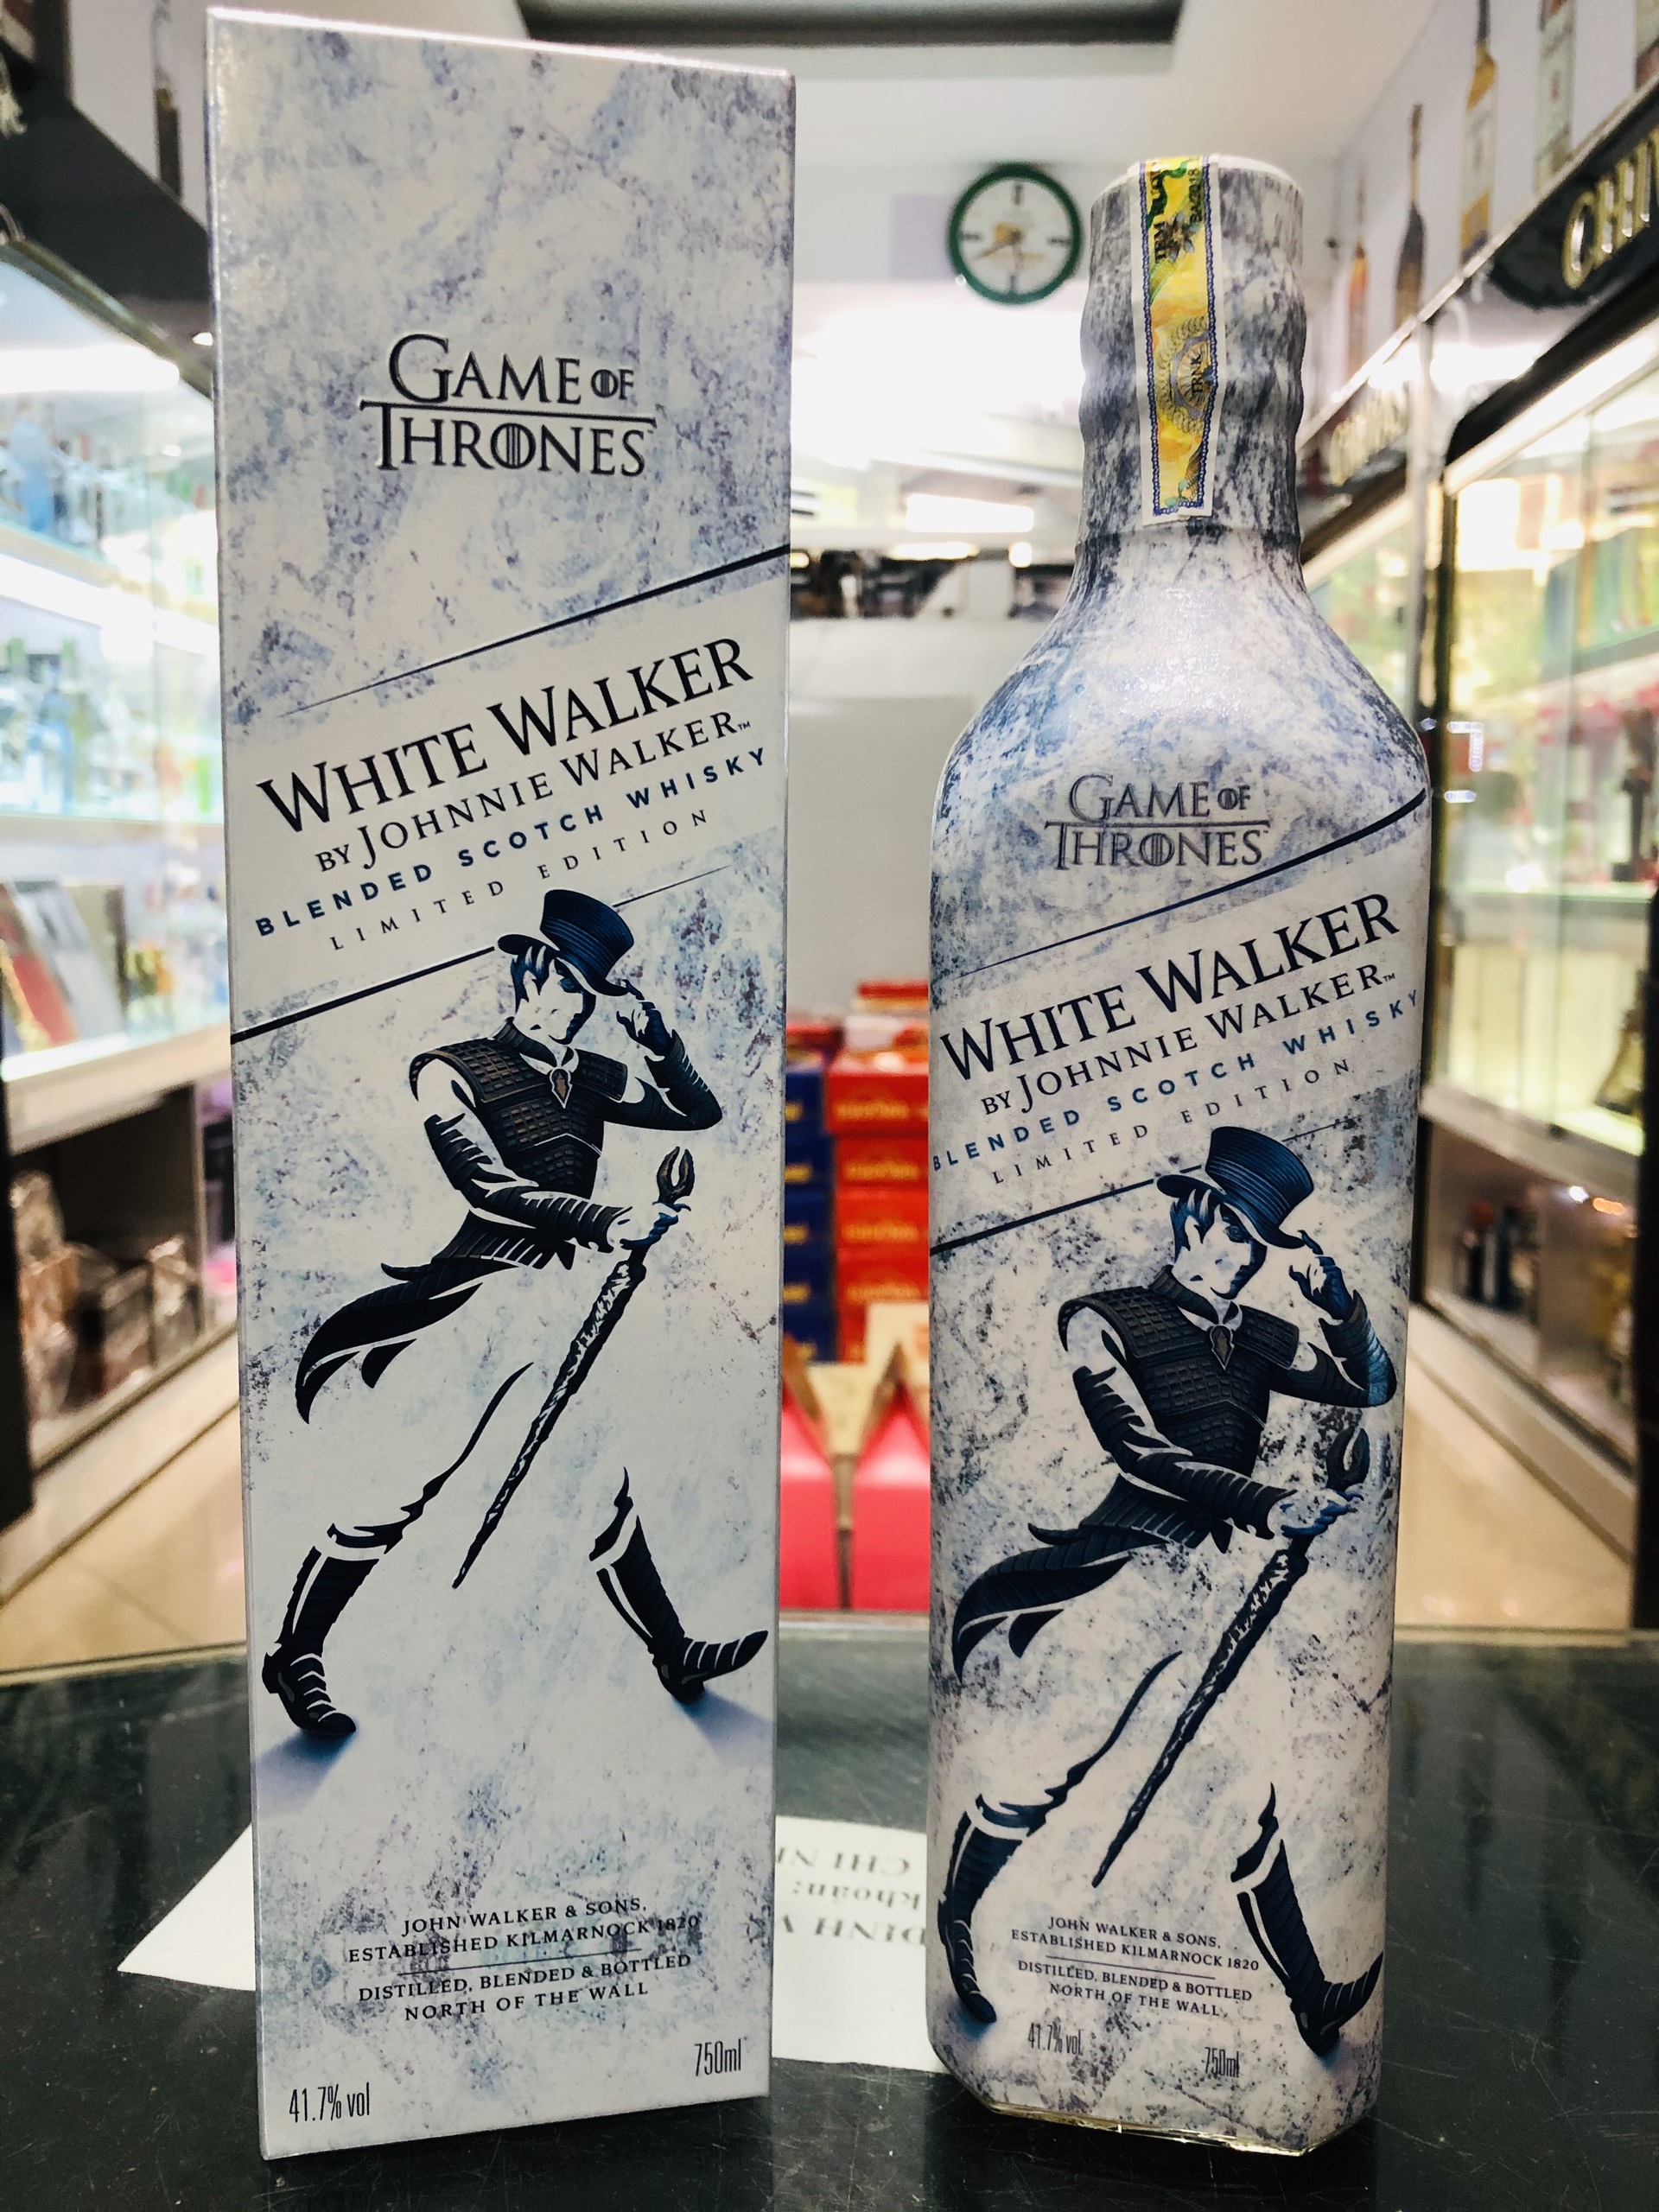 GAME OF
THRONES
WHITE WALKER
BY JOHNNIE WALKER™
BLENDED SCOTCH WHISKY
LIMITED EDITION
JOHN WALKER & SONS,
ESTABLISHED KILMARNOCK 1820
DISTILLED, BLENDED & BOTTLED
NORTH OF THE WALL
750ml
41.7% vol
GAME OF
THRONES
WHITE WALKER
BY JOHNNIE WALKER™
BLENDED SCOTCH WHISKY
LIMITED EDITION
JOHN WALKER & SONS,
ESTABLISHED KILMARNOCK 1820
DISTILLED, BLENDED & BOTTLED
NORTH OF THE WALL
41.7% vol
750ml
khoan: